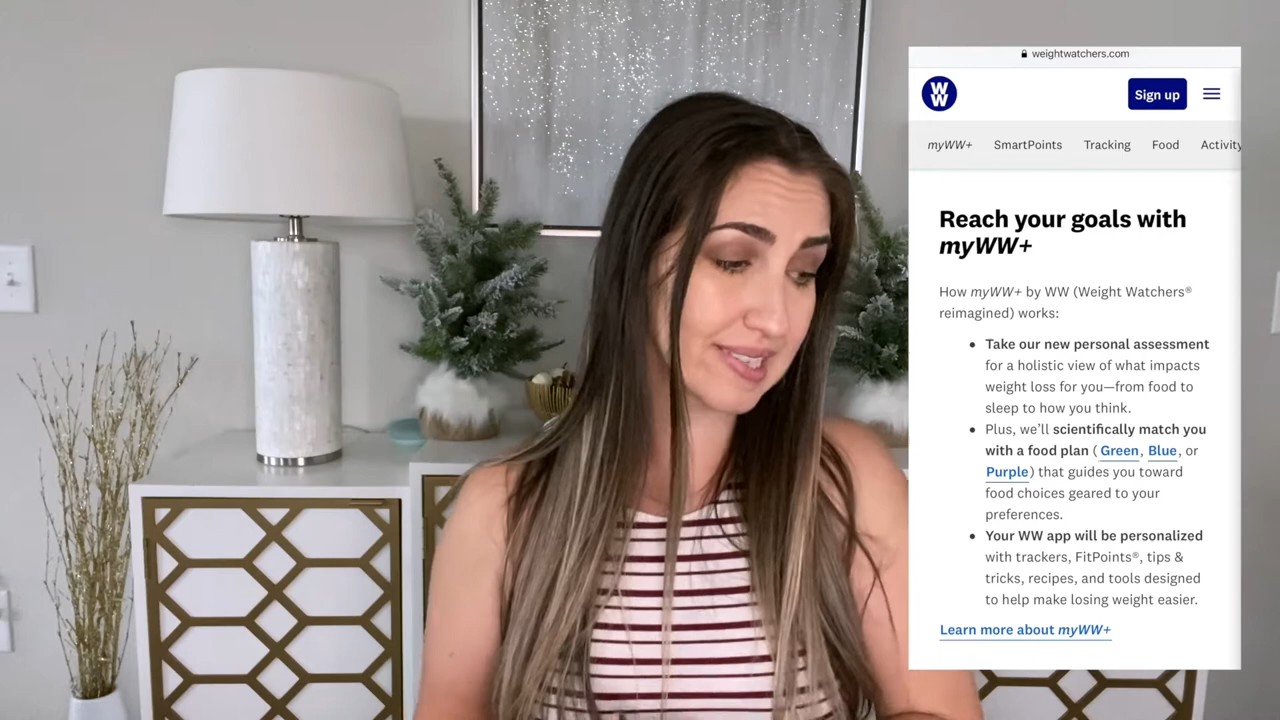 weightwatchers.com
W
W
Sign up
myWW+ SmartPoints Tracking Food Activity
Reach your goals with
myWW+
How myWW+ by WW (Weight Watchers®
reimagined) works:
• Take our new personal assessment
for a holistic view of what impacts
weight loss for you—from food to
sleep to how you think.
• Plus, we’ll scientifically match you
with a food plan ( Green, Blue, or
Purple) that guides you toward
food choices geared to your
preferences.
• Your WW app will be personalized
with trackers, FitPoints®, tips &
tricks, recipes, and tools designed
to help make losing weight easier.
Learn more about myWW+